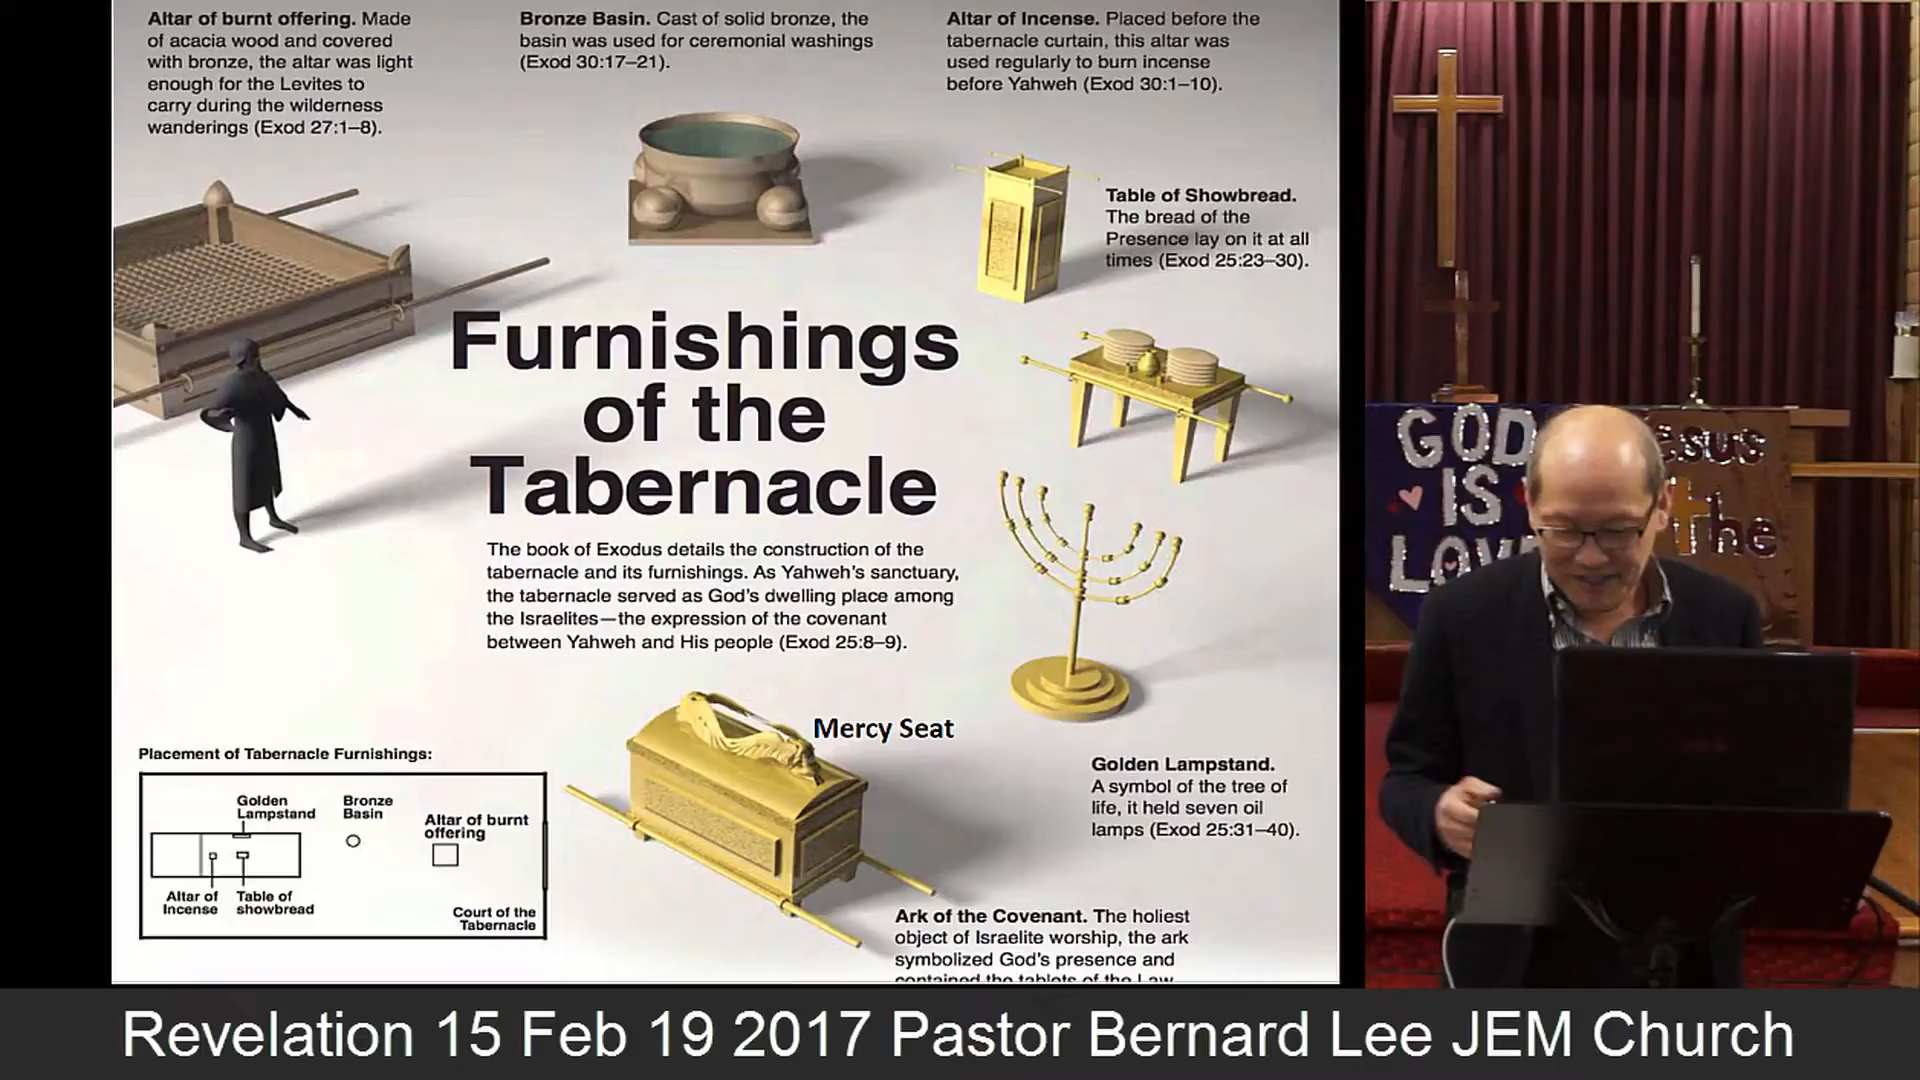 Altar of burnt offering. Made
of acacia wood and covered
with bronze, the altar was light
enough for the Levites to
carry during the wilderness
wanderings (Exod 27:1–8).
Bronze Basin. Cast of solid bronze, the
basin was used for ceremonial washings
(Exod 30:17–21).
Altar of Incense. Placed before the
tabernacle curtain, this altar was
used regularly to burn incense
before Yahweh (Exod 30:1–10).
Table of Showbread.
The bread of the
Presence lay on it at all
times (Exod 25:23–30).
Furnishings
of the
Tabernacle
The book of Exodus details the construction of the
tabernacle and its furnishings. As Yahweh's sanctuary,
the tabernacle served as God's dwelling place among
the Israelites—the expression of the covenant
between Yahweh and His people (Exod 25:8–9).
Mercy Seat
Golden Lampstand.
A symbol of the tree of
life, it held seven oil
lamps (Exod 25:31–40).
Placement of Tabernacle Furnishings:
Golden
Lampstand
Bronze
Basin
Altar of burnt
offering
Altar of
Incense
Table of
showbread
Court of the
Tabernacle
Ark of the Covenant. The holiest
object of Israelite worship, the ark
symbolized God's presence and
contained the tablets of the Law
GOD
IS
LOV
esus
the
Revelation 15 Feb 19 2017 Pastor Bernard Lee JEM Church